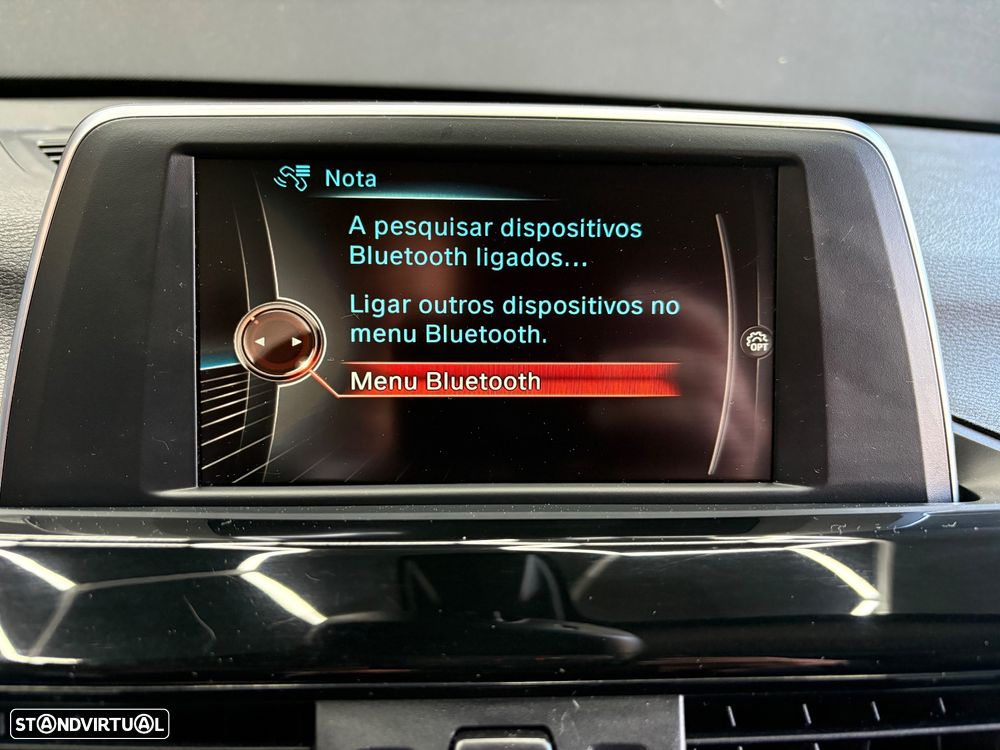 Nota
A pesquisar dispositivos
Bluetooth ligados...
Ligar outros dispositivos no
menu Bluetooth.
OPT
Menu Bluetooth
STANDVIRTUAL